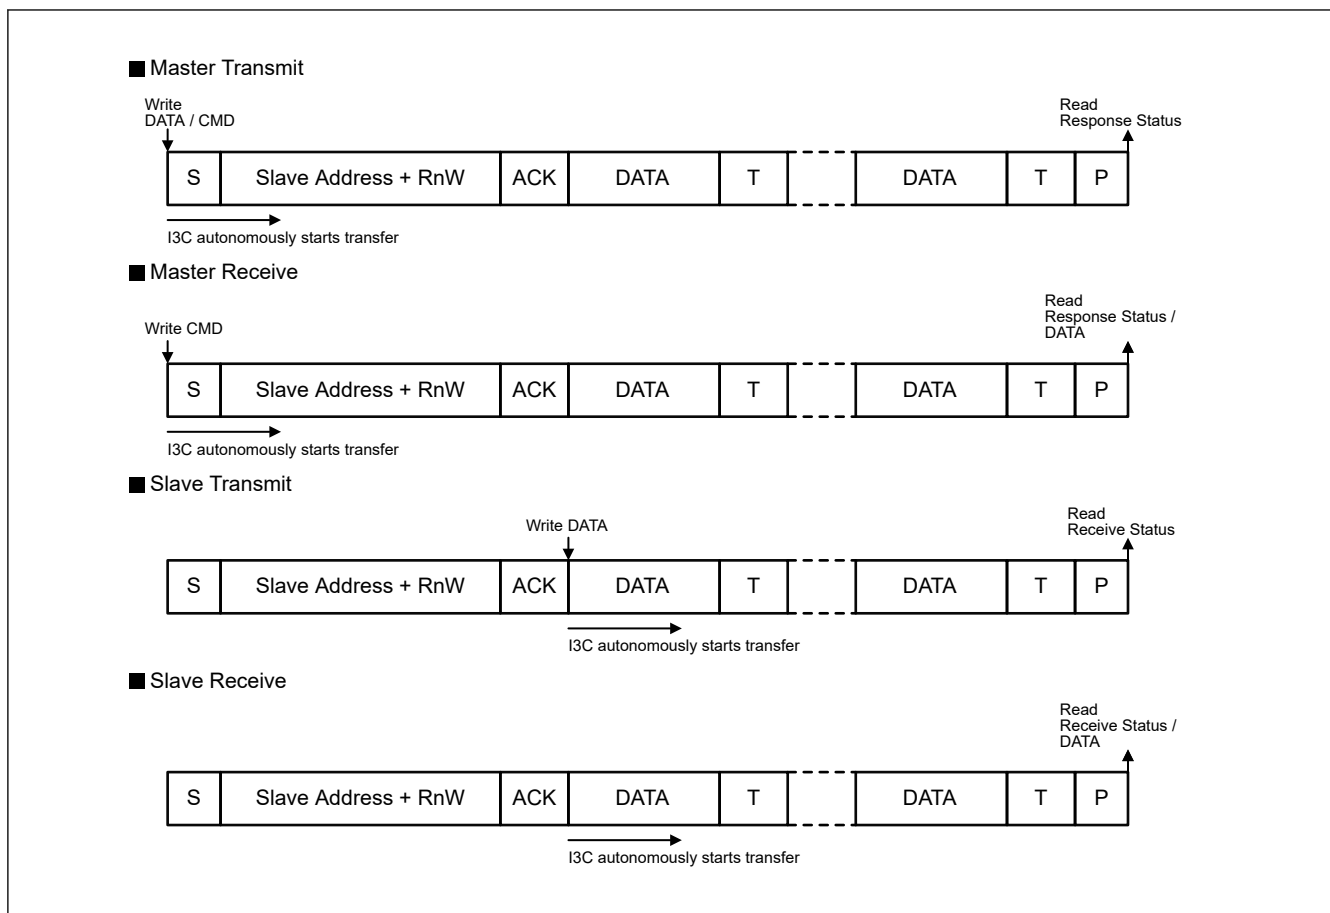 ■ Master Transmit
Write
DATA / CMD
Read
Response Status
S Slave Address + RnW ACK DATA T DATA T P
I3C autonomously starts transfer
■ Master Receive
Write CMD
Read
Response Status /
DATA
S Slave Address + RnW ACK DATA T DATA T P
I3C autonomously starts transfer
■ Slave Transmit
Write DATA
Read
Receive Status
S Slave Address + RnW ACK DATA T DATA T P
I3C autonomously starts transfer
■ Slave Receive
Read
Receive Status /
DATA
S Slave Address + RnW ACK DATA T DATA T P
I3C autonomously starts transfer